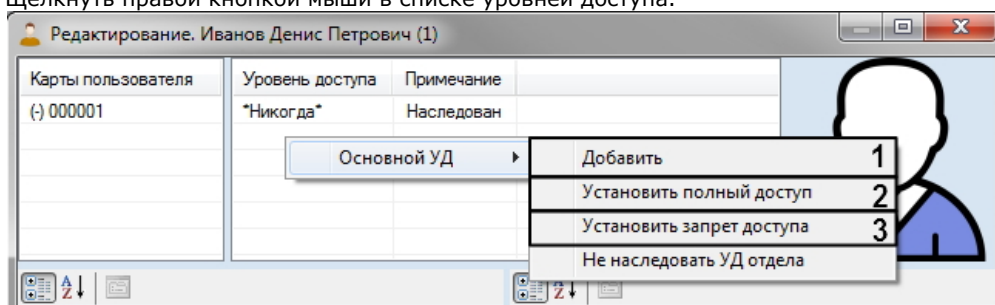 Щелкнуть правой кнопкой мыши в списке уровней доступа.
Редактирование. Иванов Денис Петрович (1)
Карты пользователя
Уровень доступа
Примечание
(-) 000001
*Никогда*
Наследован
Основной УД
Добавить 1
Установить полный доступ 2
Установить запрет доступа 3
Не наследовать УД отдела